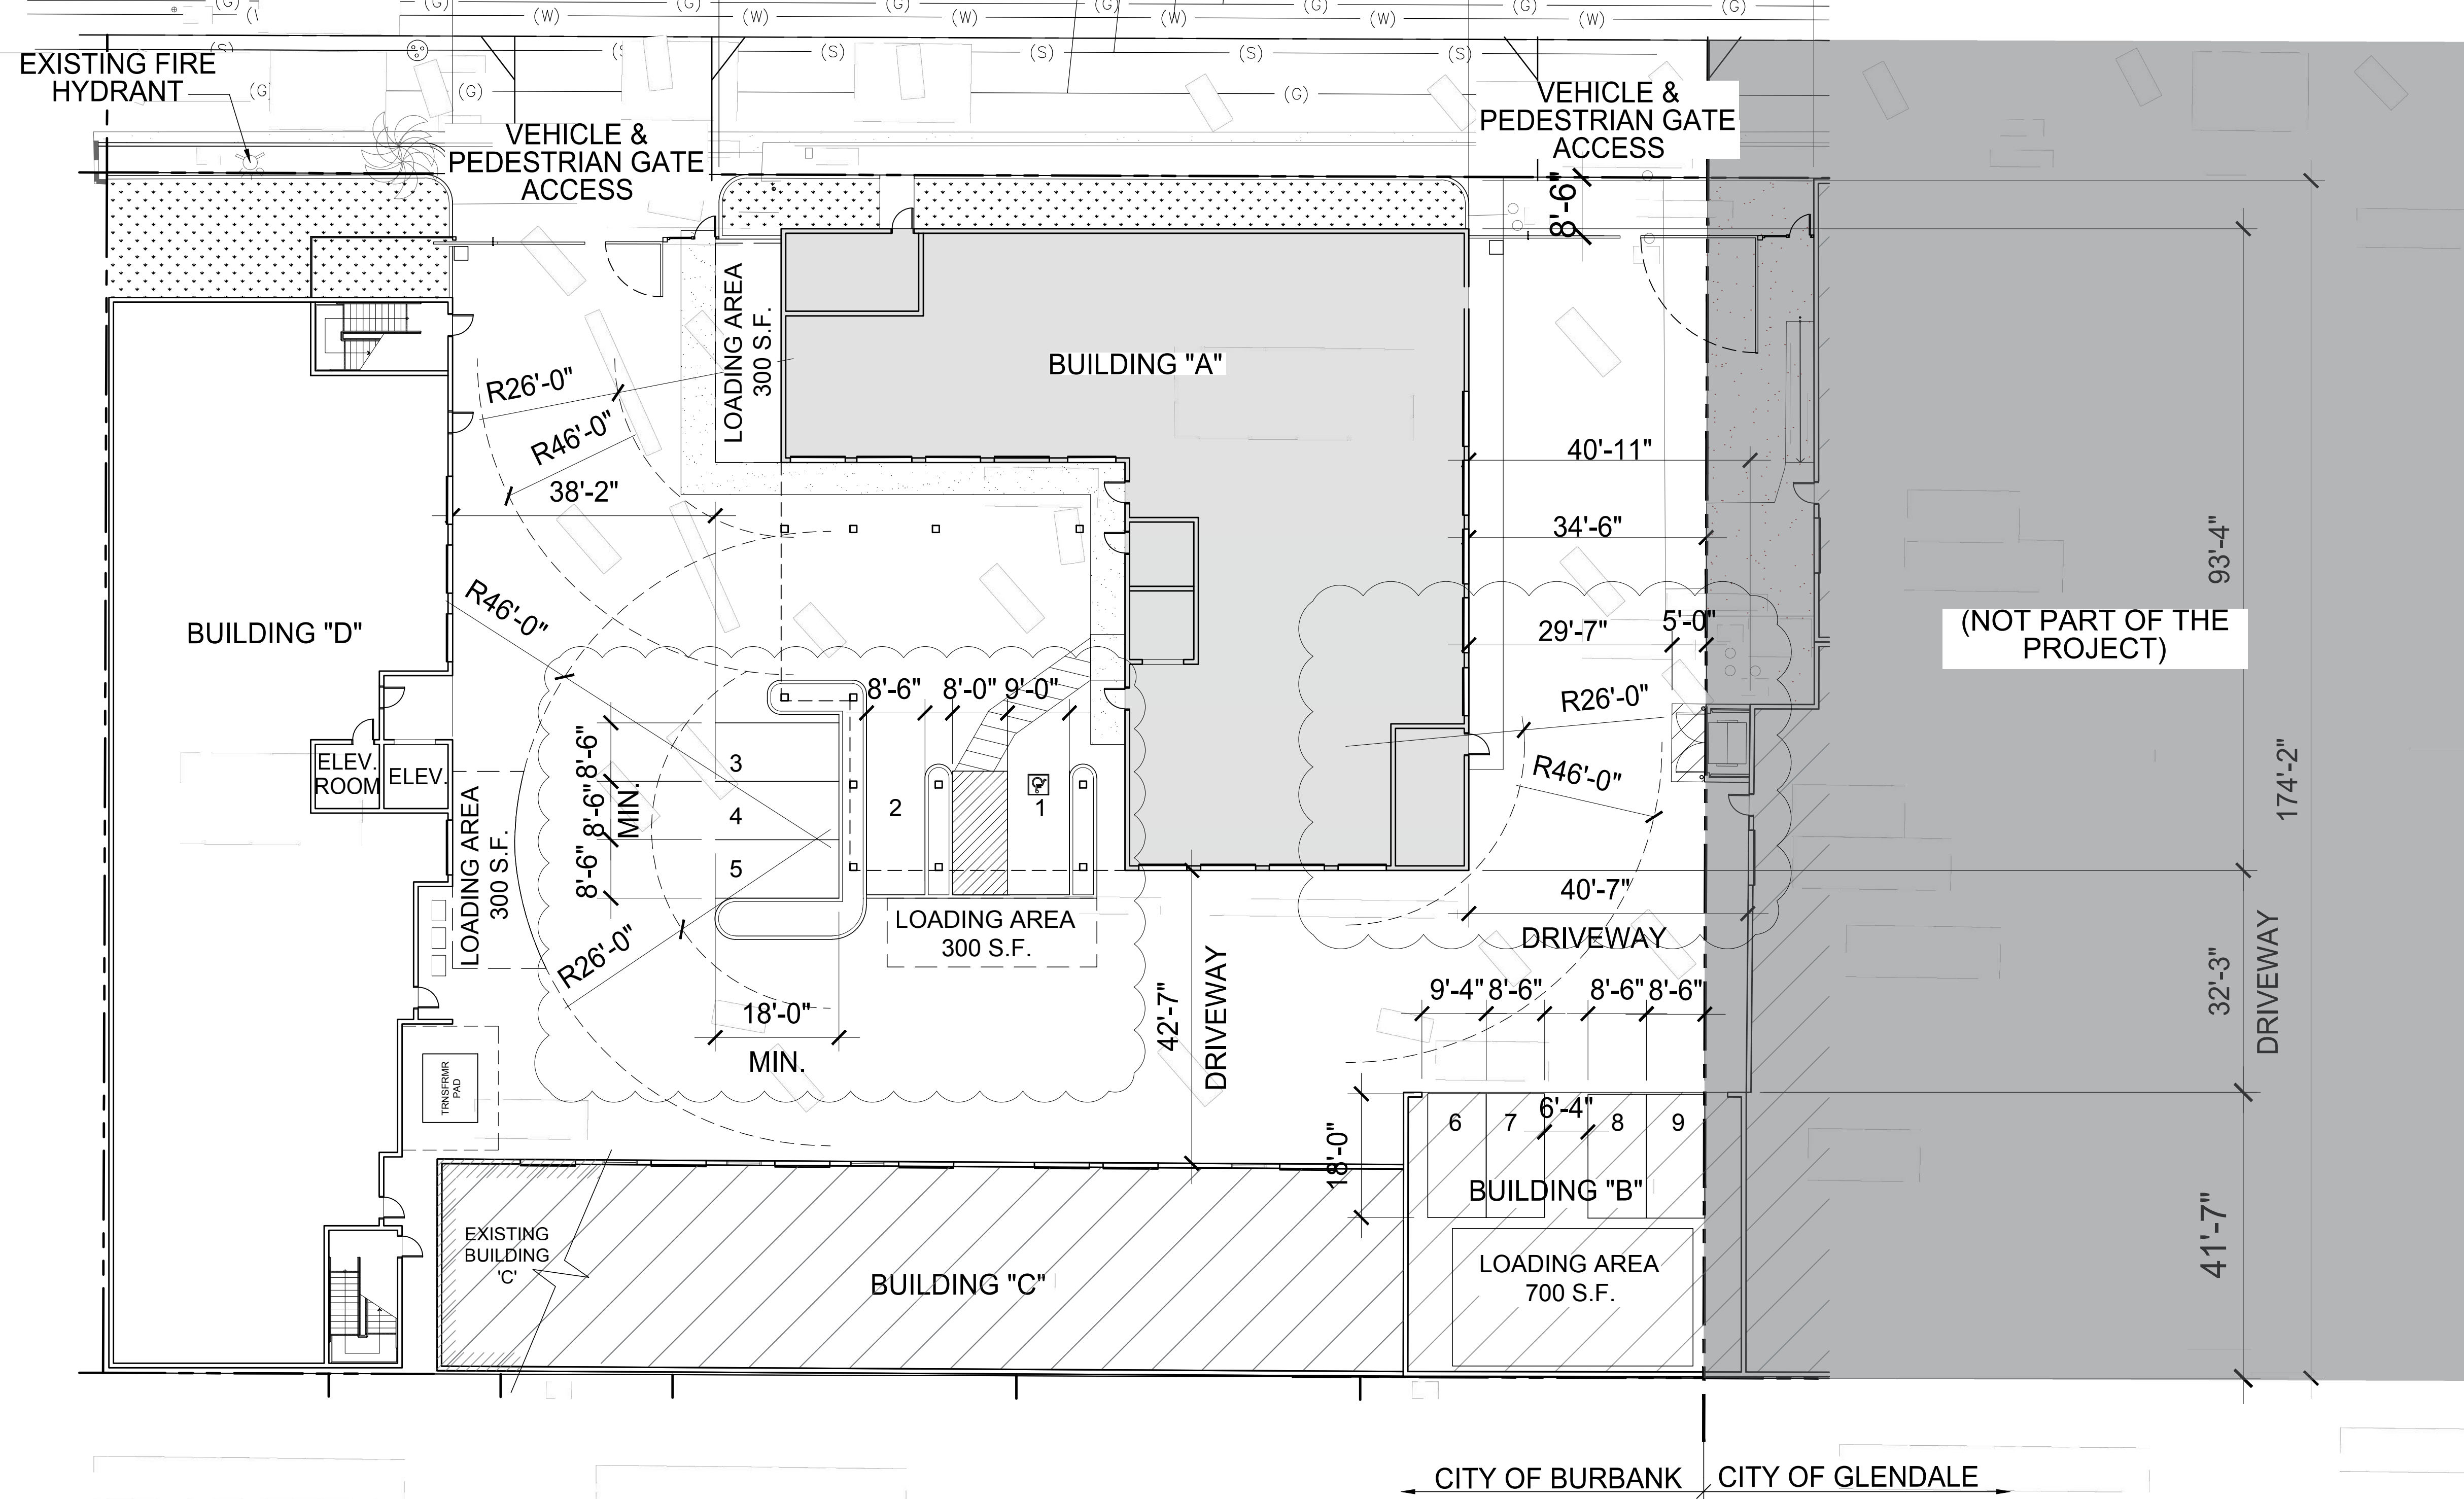 (G)
(G)
(G)
(G)
(G)
(G)
(G)
(G)
(W)
(W)
(W)
(W)
(W)
(W)
(S)
(S)
(S)
(S)
(S)
EXISTING FIRE
HYDRANT
(G)
(G)
(G)
VEHICLE &
PEDESTRIAN GATE
ACCESS
VEHICLE &
PEDESTRIAN GATE
ACCESS
8'-6"
LOADING AREA
300 S.F.
BUILDING "A"
R26'-0"
R46'-0"
38'-2"
40'-11"
34'-6"
29'-7"
5'-0"
93'-4"
(NOT PART OF THE
PROJECT)
R46'-0"
BUILDING "D"
8'-6"
8'-0"
9'-0"
R26'-0"
R46'-0"
174'-2"
ELEV.
ROOM
ELEV.
8'-6"
8'-6"
MIN.
8'-6"
3
4
5
2
1
LOADING AREA
300 S.F.
LOADING AREA
300 S.F.
40'-7"
DRIVEWAY
R26'-0"
18'-0"
MIN.
42'-7"
DRIVEWAY
9'-4"
8'-6"
8'-6"
8'-6"
32'-3"
DRIVEWAY
TRNSFRMR
PAD
6
7
6'-4"
8
9
18'-0"
BUILDING "B"
EXISTING
BUILDING
'C'
BUILDING "C"
LOADING AREA
700 S.F.
41'-7"
CITY OF BURBANK
CITY OF GLENDALE